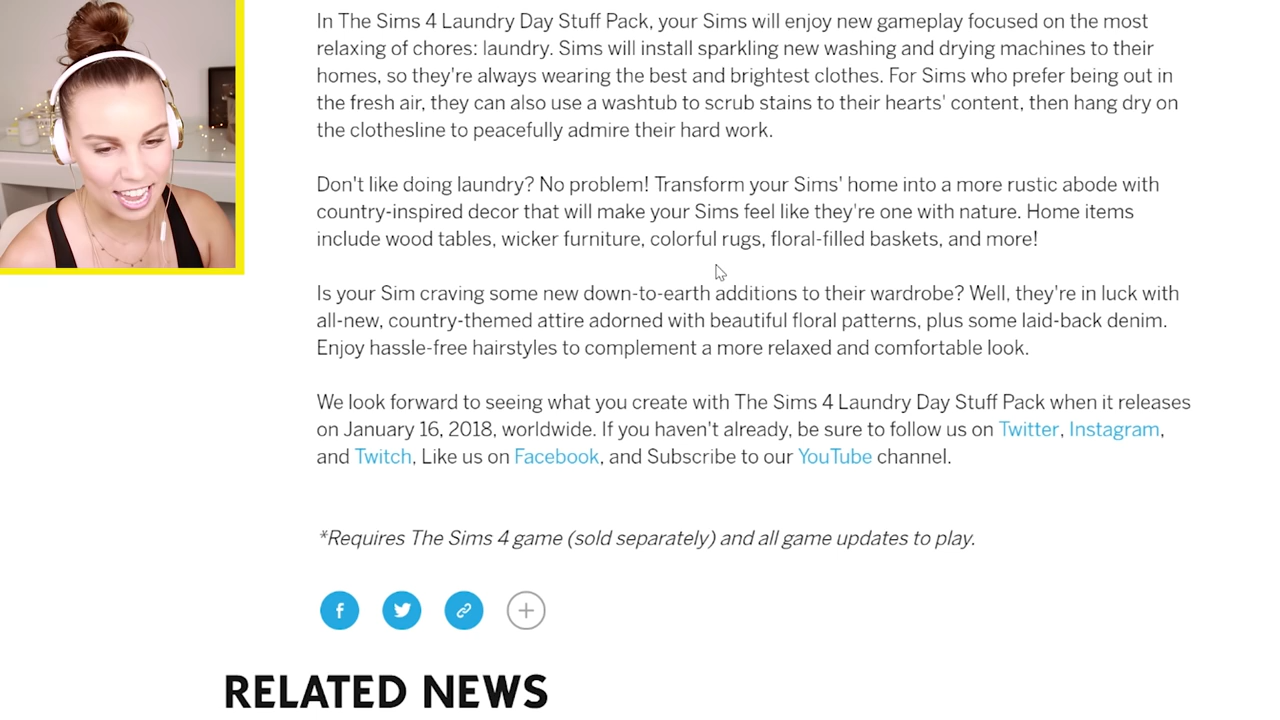 In The Sims 4 Laundry Day Stuff Pack, your Sims will enjoy new gameplay focused on the most
relaxing of chores: laundry. Sims will install sparkling new washing and drying machines to their
homes, so they're always wearing the best and brightest clothes. For Sims who prefer being out in
the fresh air, they can also use a washtub to scrub stains to their hearts' content, then hang dry on
the clothesline to peacefully admire their hard work.
Don't like doing laundry? No problem! Transform your Sims' home into a more rustic abode with
country-inspired decor that will make your Sims feel like they're one with nature. Home items
include wood tables, wicker furniture, colorful rugs, floral-filled baskets, and more!
Is your Sim craving some new down-to-earth additions to their wardrobe? Well, they're in luck with
all-new, country-themed attire adorned with beautiful floral patterns, plus some laid-back denim.
Enjoy hassle-free hairstyles to complement a more relaxed and comfortable look.
We look forward to seeing what you create with The Sims 4 Laundry Day Stuff Pack when it releases
on January 16, 2018, worldwide. If you haven't already, be sure to follow us on Twitter, Instagram,
and Twitch, Like us on Facebook, and Subscribe to our YouTube channel.
*Requires The Sims 4 game (sold separately) and all game updates to play.
RELATED NEWS